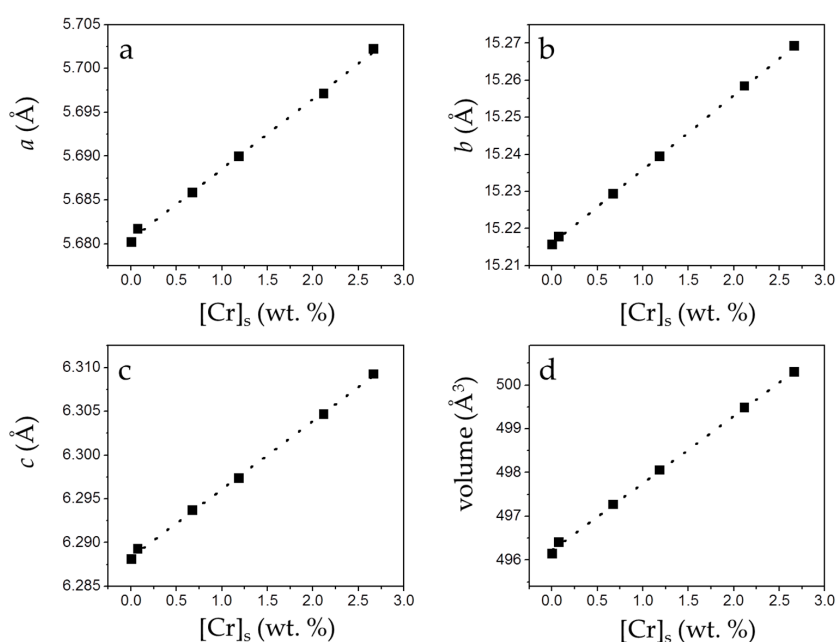 a
5.705
5.700
5.695
5.690
5.685
5.680
a (Å)
0.0 0.5 1.0 1.5 2.0 2.5 3.0
[Cr]s (wt. %)
b
15.27
15.26
15.24
15.23
15.22
15.21
b (Å)
0.0 0.5 1.0 1.5 2.0 2.5 3.0
[Cr]s (wt. %)
c
6.310
6.305
6.300
6.295
6.290
6.285
c (Å)
0.0 0.5 1.0 1.5 2.0 2.5 3.0
[Cr]s (wt. %)
d
500
499
498
497
496
volume (Å³)
0.0 0.5 1.0 1.5 2.0 2.5 3.0
[Cr]s (wt. %)